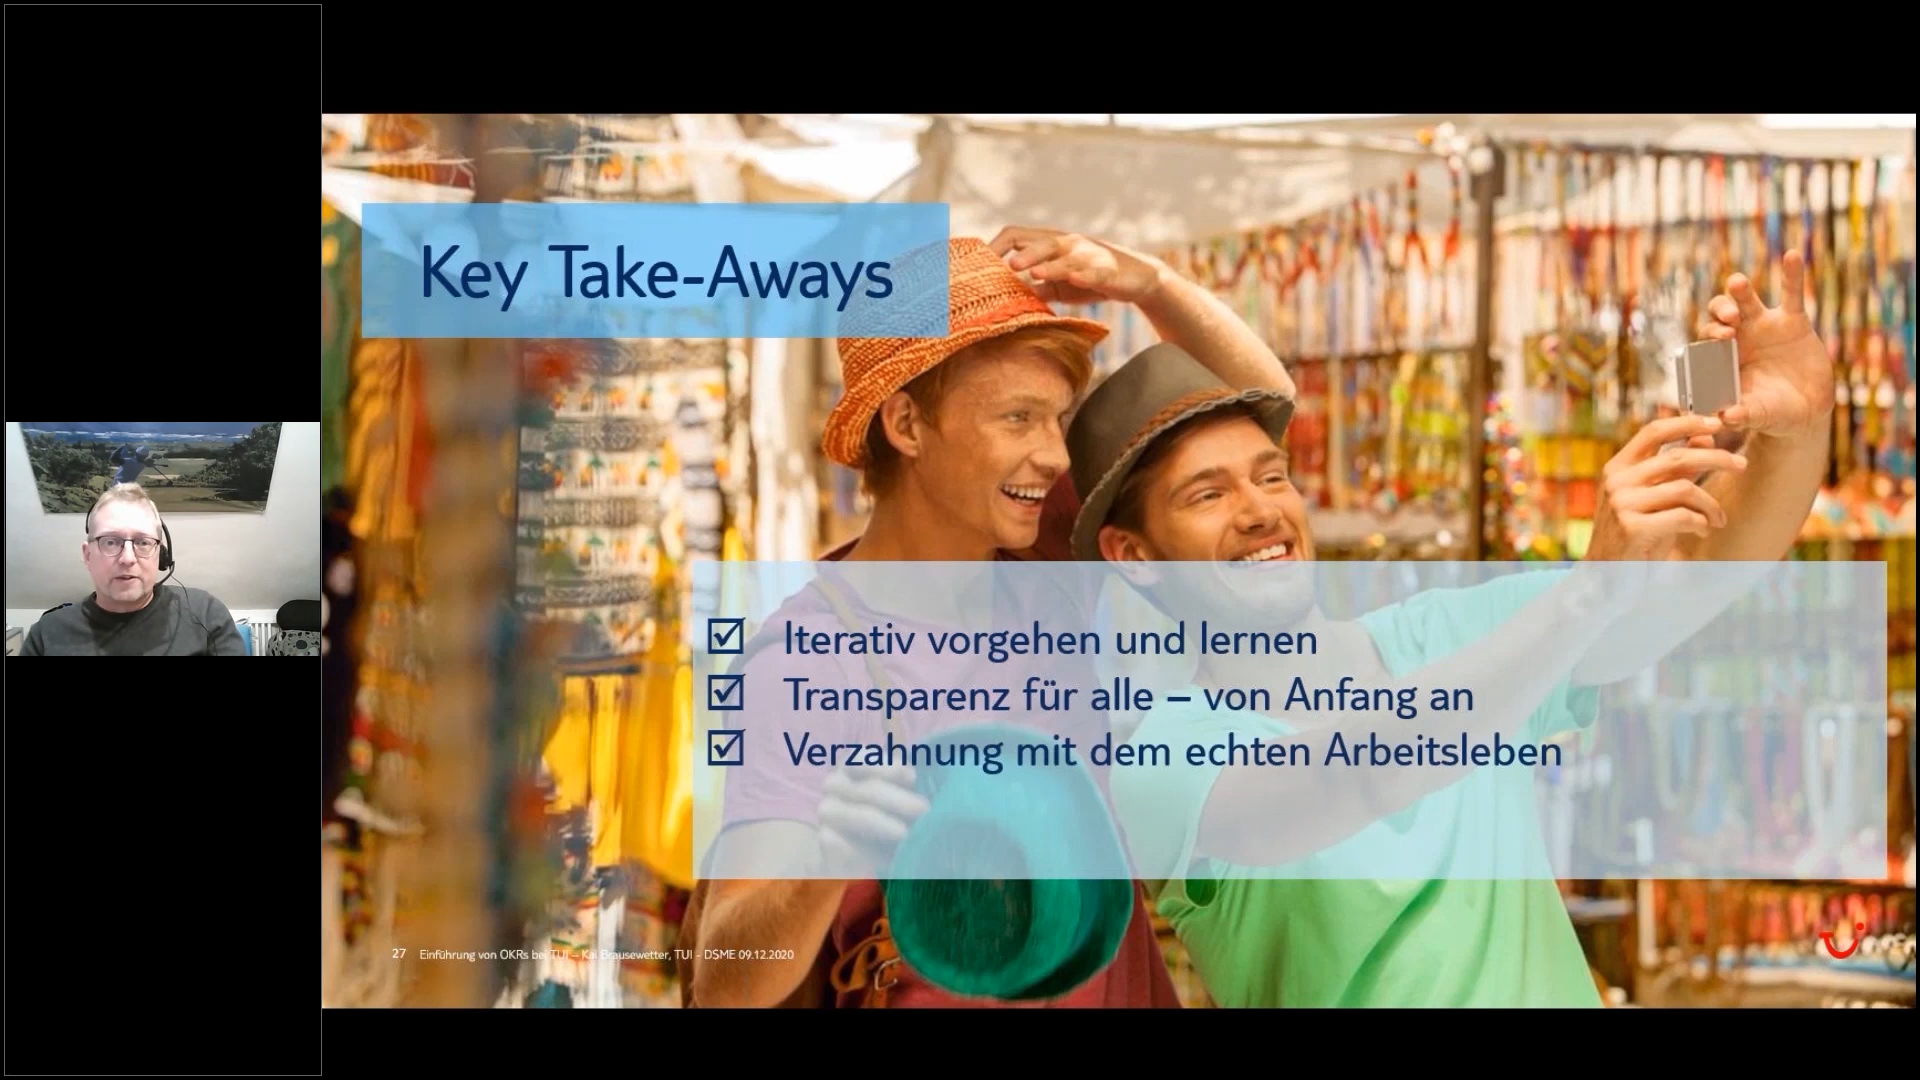 Key Take-Aways
☑ Iterativ vorgehen und lernen
☑ Transparenz für alle – von Anfang an
☑ Verzahnung mit dem echten Arbeitsleben
27 Einführung von OKRs bei TUI – Kai Brausewetter, TUI - DSME 09.12.2020